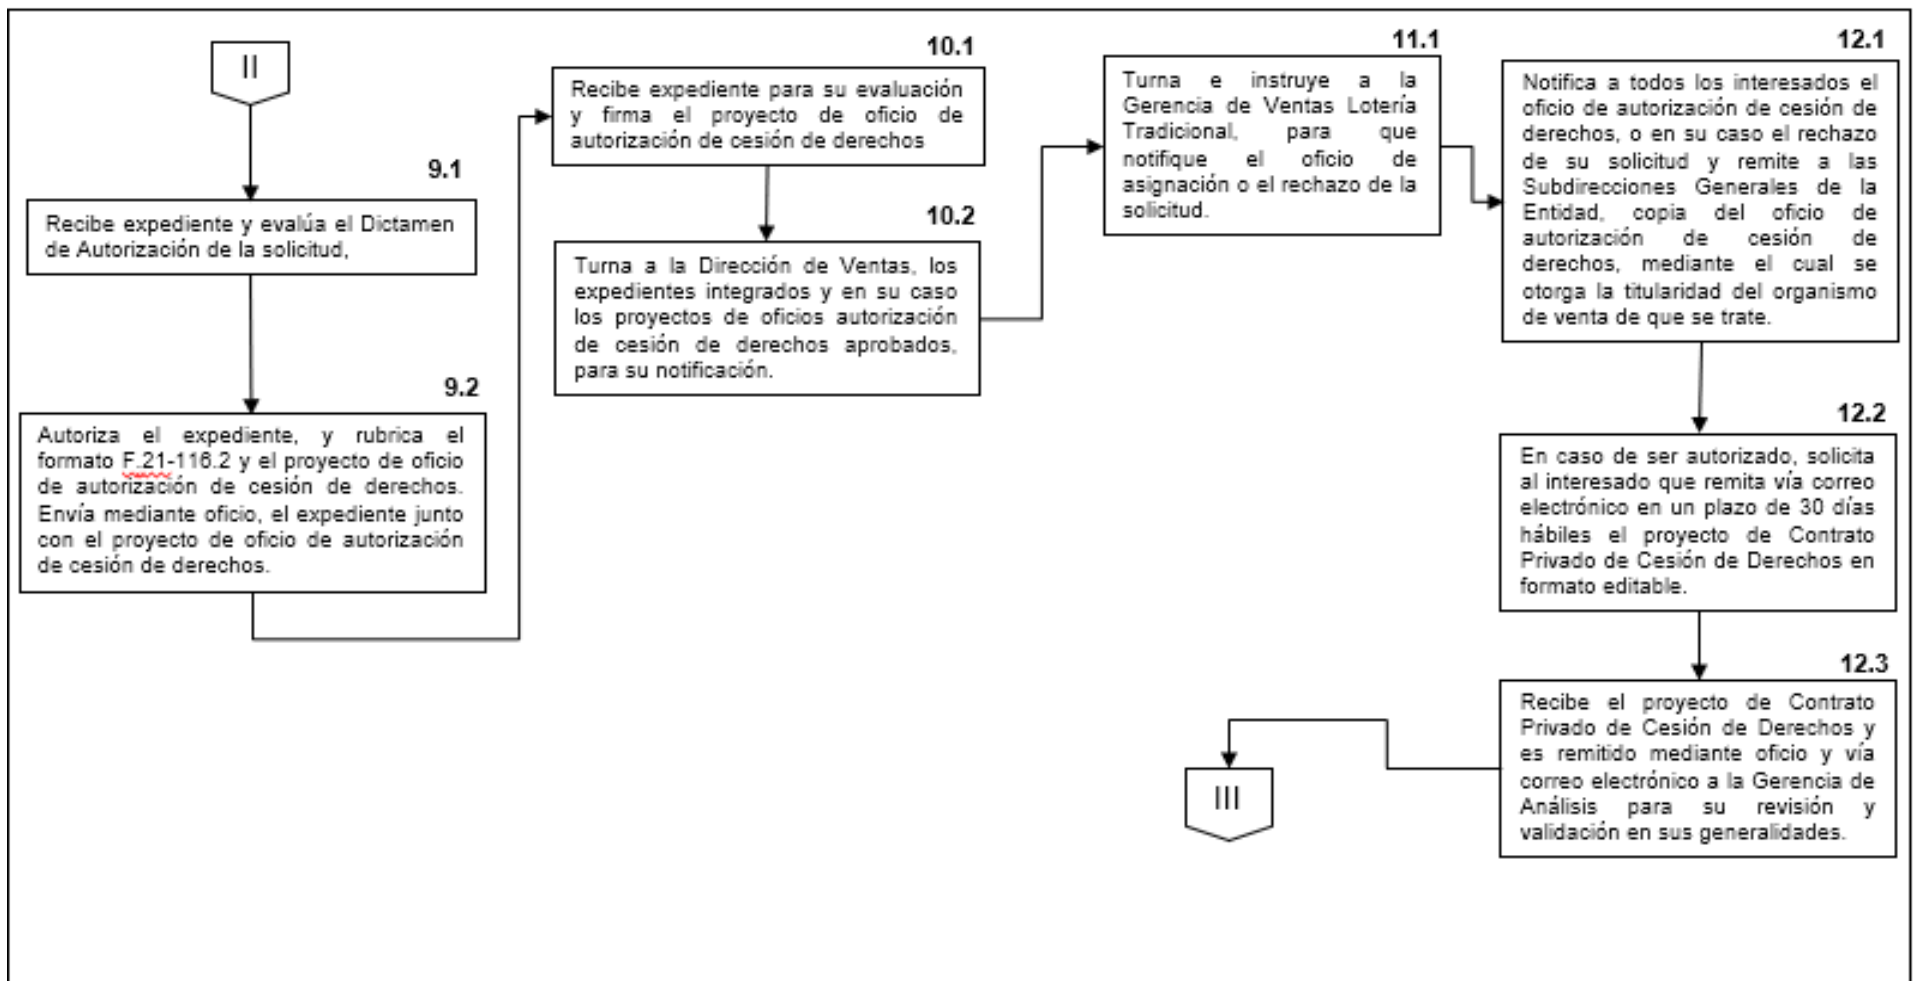 II
9.1
Recibe expediente y evalúa el Dictamen
de Autorización de la solicitud,
9.2
Autoriza el expediente, y rubrica el
formato F.21-116.2 y el proyecto de oficio
de autorización de cesión de derechos.
Envía mediante oficio, el expediente junto
con el proyecto de oficio de autorización
de cesión de derechos.
10.1
Recibe expediente para su evaluación
y firma el proyecto de oficio de
autorización de cesión de derechos
10.2
Turna a la Dirección de Ventas, los
expedientes integrados y en su caso
los proyectos de oficios autorización
de cesión de derechos aprobados,
para su notificación.
11.1
Turna e instruye a la
Gerencia de Ventas Lotería
Tradicional, para que
notifique el oficio de
asignación o el rechazo de la
solicitud.
12.1
Notifica a todos los interesados el
oficio de autorización de cesión de
derechos, o en su caso el rechazo
de su solicitud y remite a las
Subdirecciones Generales de la
Entidad, copia del oficio de
autorización de cesión de
derechos, mediante el cual se
otorga la titularidad del organismo
de venta de que se trate.
12.2
En caso de ser autorizado, solicita
al interesado que remita vía correo
electrónico en un plazo de 30 días
hábiles el proyecto de Contrato
Privado de Cesión de Derechos en
formato editable.
12.3
Recibe el proyecto de Contrato
Privado de Cesión de Derechos y
es remitido mediante oficio y vía
correo electrónico a la Gerencia de
Análisis para su revisión y
validación en sus generalidades.
III